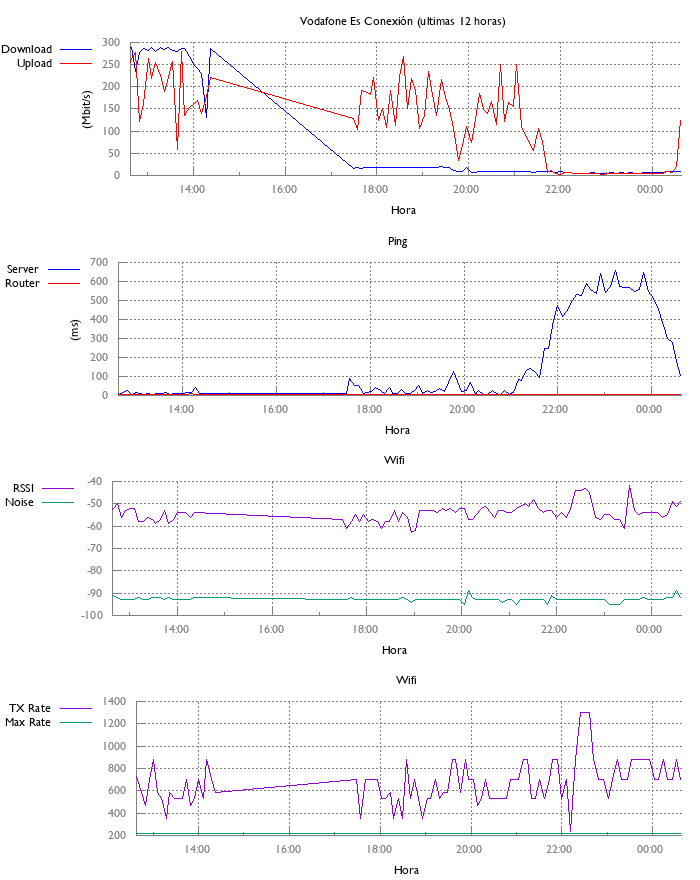 Vodafone Es Conexión (ultimas 12 horas)
Download
Upload
300
250
200
150
100
50
0
(Mbit/s)
14:00 16:00 18:00 20:00 22:00 00:00
Hora
Ping
Server
Router
700
600
500
400
300
200
100
0
(ms)
14:00 16:00 18:00 20:00 22:00 00:00
Hora
Wifi
RSSI
Noise
-40
-50
-60
-70
-80
-90
-100
14:00 16:00 18:00 20:00 22:00 00:00
Hora
Wifi
TX Rate
Max Rate
1400
1200
1000
800
600
400
200
14:00 16:00 18:00 20:00 22:00 00:00
Hora